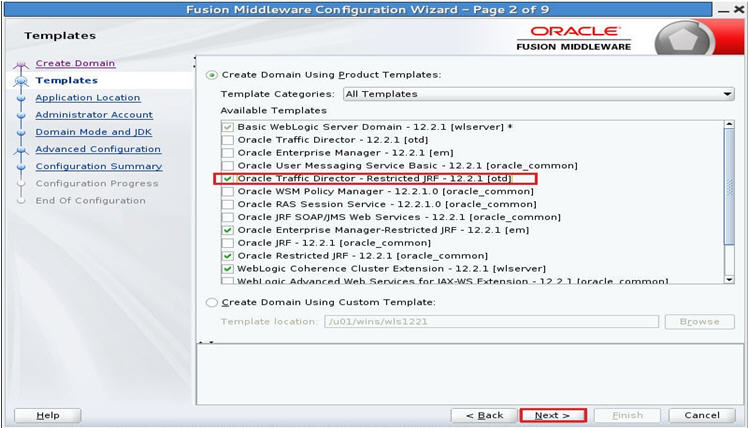 Fusion Middleware Configuration Wizard - Page 2 of 9
Templates
ORACLE
FUSION MIDDLEWARE
Create Domain
Templates
Application Location
Administrator Account
Domain Mode and JDK
Advanced Configuration
Configuration Summary
Configuration Progress
End Of Configuration
Create Domain Using Product Templates:
Template Categories: All Templates
Available Templates
Basic WebLogic Server Domain - 12.2.1 [wlserver] *
Oracle Traffic Director - 12.2.1 [otd]
Oracle Enterprise Manager - 12.2.1 [em]
Oracle User Messaging Service Basic - 12.2.1 [oracle_common]
Oracle Traffic Director - Restricted JRF - 12.2.1 [otd]
Oracle WSM Policy Manager - 12.2.1.0 [oracle_common]
Oracle RAS Session Service - 12.2.1.0 [oracle_common]
Oracle JRF SOAP/JMS Web Services - 12.2.1 [oracle_common]
Oracle Enterprise Manager-Restricted JRF - 12.2.1 [em]
Oracle JRF - 12.2.1 [oracle_common]
Oracle Restricted JRF - 12.2.1 [oracle_common]
WebLogic Coherence Cluster Extension - 12.2.1 [wlserver]
WebLogic Advanced Web Services for JAX-WS Extension - 12.2.1 [oracle_common]
Create Domain Using Custom Template:
Template location: /u01/wins/wls1221 Browse
Help < Back Next > Finish Cancel